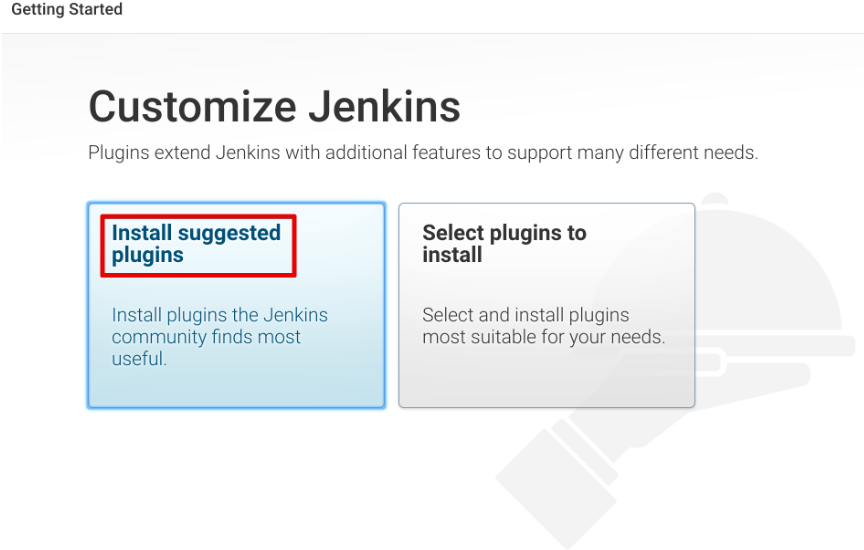 Getting Started
Customize Jenkins
Plugins extend Jenkins with additional features to support many different needs.
Install suggested
plugins
Install plugins the Jenkins
community finds most
useful.
Select plugins to
install
Select and install plugins
most suitable for your needs.